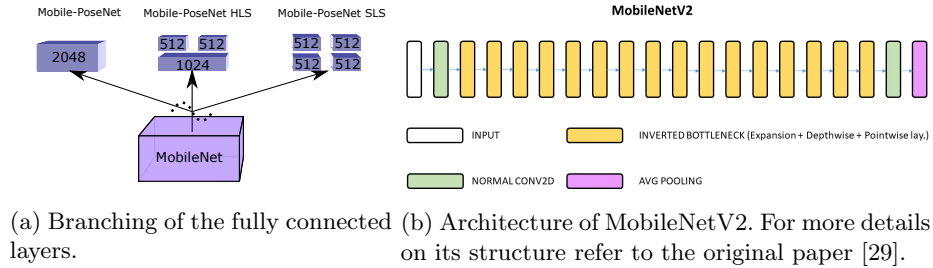 Mobile-PoseNet
Mobile-PoseNet HLS
Mobile-PoseNet SLS
2048
512 512
1024
512 512
512 512
MobileNet
(a) Branching of the fully connected
layers.
MobileNetV2
INPUT
INVERTED BOTTLENECK (Expansion + Depthwise + Pointwise lay.)
NORMAL CONV2D
AVG POOLING
(b) Architecture of MobileNetV2. For more details
on its structure refer to the original paper [29].